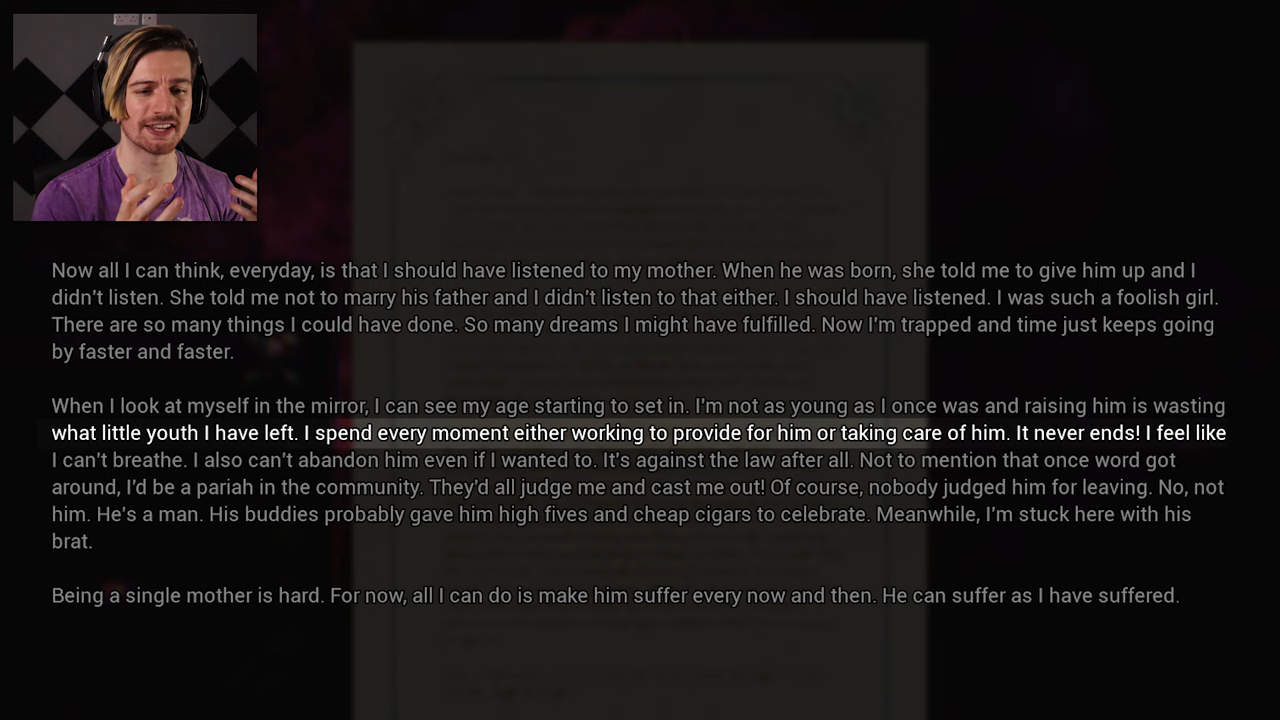 Now all I can think, everyday, is that I should have listened to my mother. When he was born, she told me to give him up and I
didn't listen. She told me not to marry his father and I didn't listen to that either. I should have listened. I was such a foolish girl.
There are so many things I could have done. So many dreams I might have fulfilled. Now I'm trapped and time just keeps going
by faster and faster.
When I look at myself in the mirror, I can see my age starting to set in. I'm not as young as I once was and raising him is wasting
what little youth I have left. I spend every moment either working to provide for him or taking care of him. It never ends! I feel like
I can't breathe. I also can't abandon him even if I wanted to. It's against the law after all. Not to mention that once word got
around, I'd be a pariah in the community. They'd all judge me and cast me out! Of course, nobody judged him for leaving. No, not
him. He's a man. His buddies probably gave him high fives and cheap cigars to celebrate. Meanwhile, I'm stuck here with his
brat.
Being a single mother is hard. For now, all I can do is make him suffer every now and then. He can suffer as I have suffered.